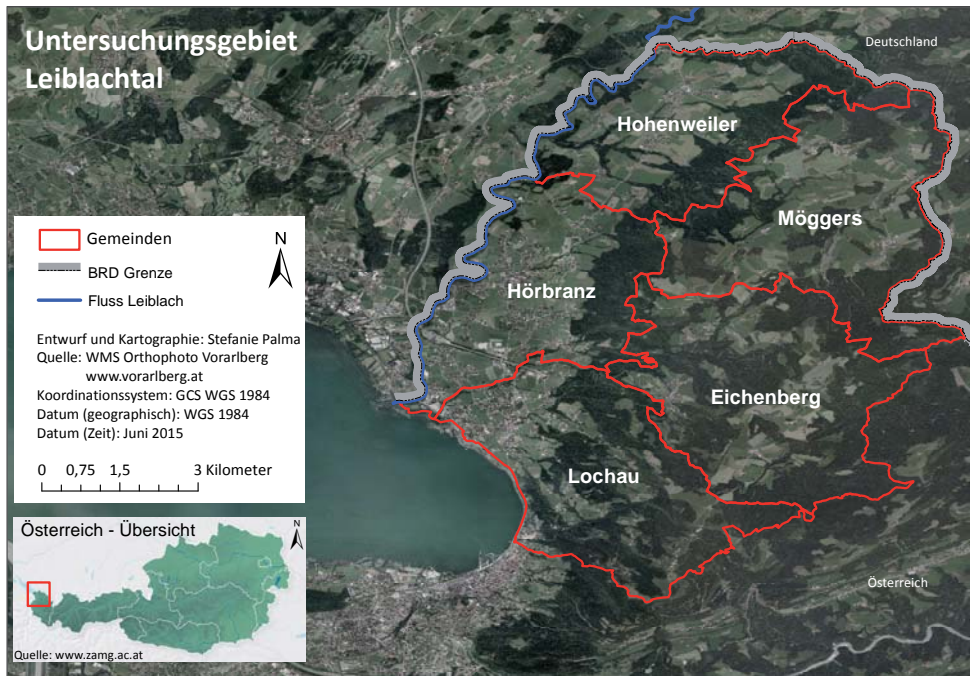 Untersuchungsgebiet
Leiblachtal
Deutschland
Hohenweiler
Möggers
Hörbranz
Eichenberg
Lochau
Österreich
Gemeinden
N
BRD Grenze
Fluss Leiblach
Entwurf und Kartographie: Stefanie Palma
Quelle: WMS Orthophoto Vorarlberg
www.vorarlberg.at
Koordinationssystem: GCS WGS 1984
Datum (geographisch): WGS 1984
Datum (Zeit): Juni 2015
0 0,75 1,5 3 Kilometer
Österreich - Übersicht
N
Quelle: www.zamg.ac.at